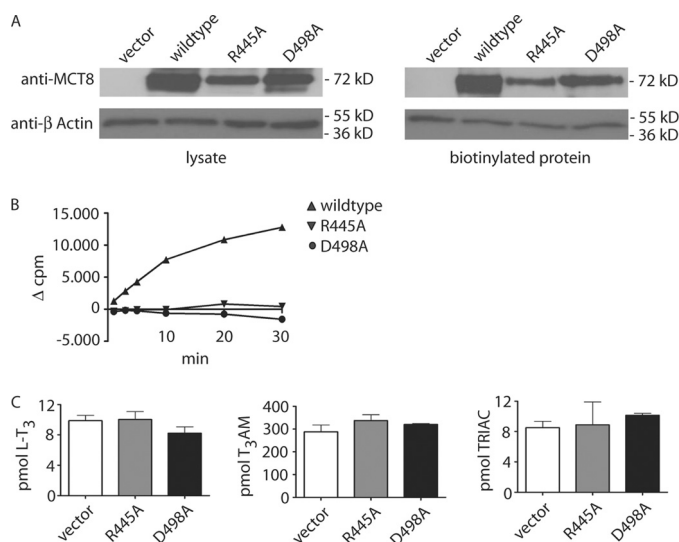 A
vector
wildtype
R445A
D498A
vector
wildtype
R445A
D498A
anti-MCT8
- 72 kD
- 72 kD
anti-β Actin
- 55 kD
- 36 kD
- 55 kD
- 36 kD
lysate
biotinylated protein
B
Δ cpm
15.000
10.000
5.000
0
-5.000
10
20
30
min
wildtype
R445A
D498A
C
pmol L-T3
12
8
4
0
vector
R445A
D498A
pmol T3AM
400
300
200
100
0
vector
R445A
D498A
pmol TRIAC
12
8
4
0
vector
R445A
D498A